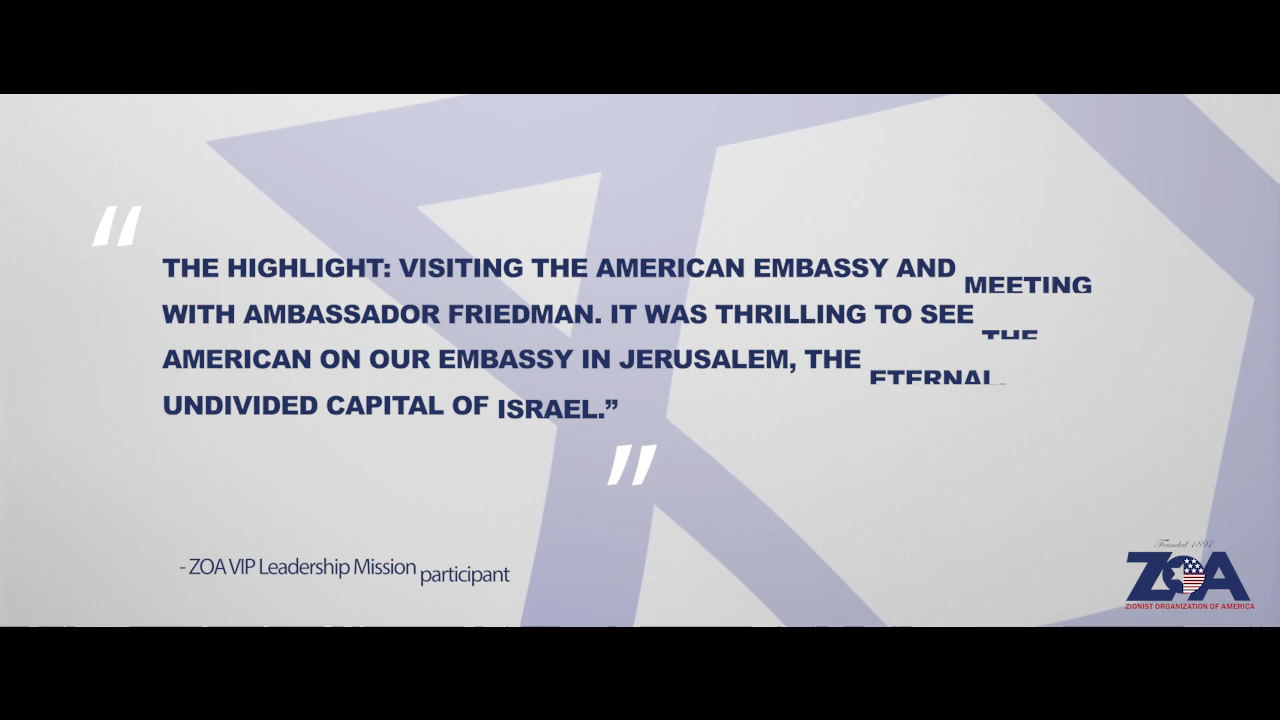 “
THE HIGHLIGHT: VISITING THE AMERICAN EMBASSY AND MEETING
WITH AMBASSADOR FRIEDMAN. IT WAS THRILLING TO SEE THE
AMERICAN ON OUR EMBASSY IN JERUSALEM, THE ETERNAL
UNDIVIDED CAPITAL OF ISRAEL.”
”
- ZOA VIP Leadership Mission participant
Founded 1897
ZOA
ZIONIST ORGANIZATION OF AMERICA